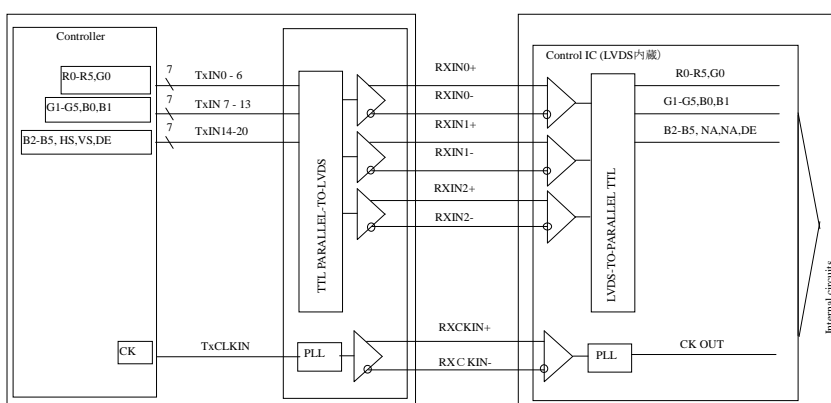 Controller
R0-R5,G0
G1-G5,B0,B1
B2-B5, HS,VS,DE
CK
7
TxIN0 - 6
7
TxIN 7 - 13
7
TxIN14-20
TxCLKIN
TTL PARALLEL-TO-LVDS
PLL
RXIN0+
RXIN0-
RXIN1+
RXIN1-
RXIN2+
RXIN2-
RXCKIN+
RXＣKIN-
Control IC (LVDS内蔵)
LVDS-TO-PARALLEL TTL
PLL
R0-R5,G0
G1-G5,B0,B1
B2-B5, NA,NA,DE
CK OUT
Internal circuits